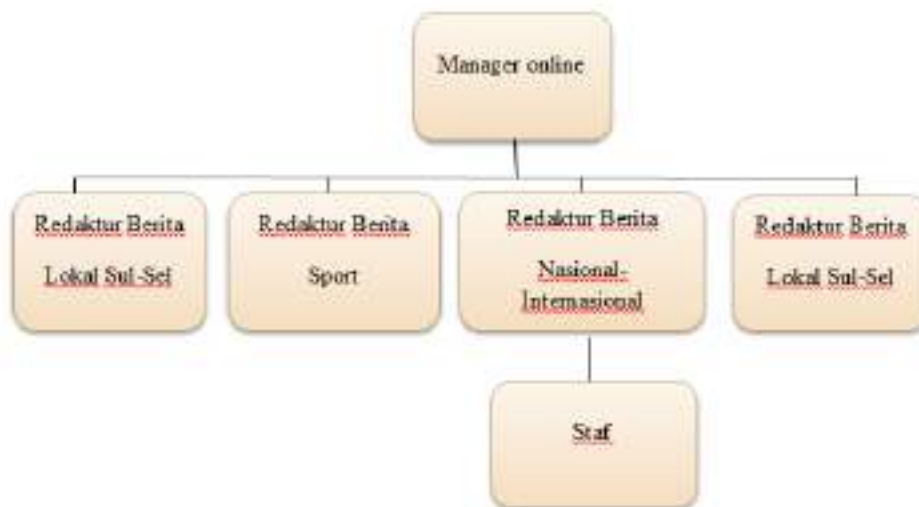 Manager online
Redaktur Berita
Lokal Sul-Sel
Redaktur Berita
Sport
Redaktur Berita
Nasional-
Internasional
Redaktur Berita
Lokal Sul-Sel
Staf